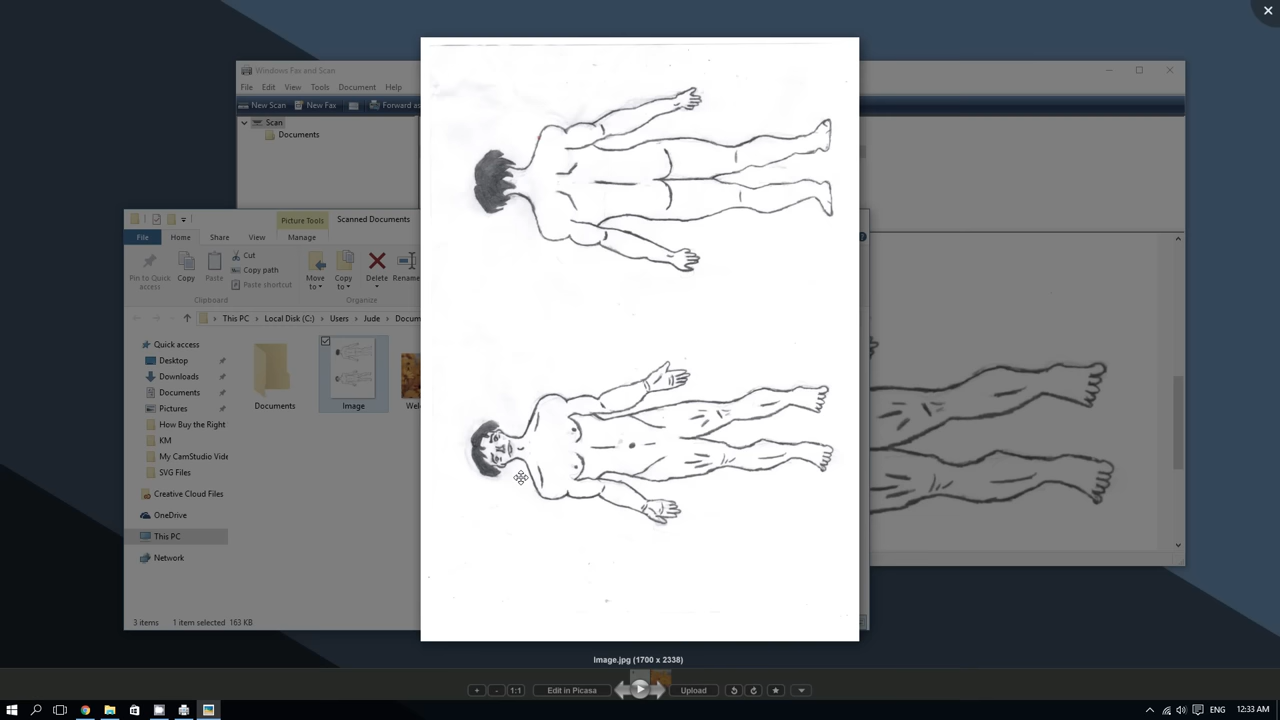 Windows Fax and Scan
File Edit View Tools Document Help
New Scan New Fax Forward as
Scan
Documents
Picture Tools Scanned Documents
File Home Share View Manage
Pin to Quick access
Copy
Paste
Cut
Copy path
Paste shortcut
Move to
Copy to
Delete
Rename
Clipboard Organize
This PC Local Disk (C:) Users Jude Docum
Quick access
Desktop
Downloads
Documents
Pictures
How Buy the Right
KM
My CamStudio Vide
SVG Files
Creative Cloud Files
OneDrive
This PC
Network
Documents
Image
Wel
3 items 1 item selected 163 KB
Image.jpg (1700 x 2338)
+ - 1:1 Edit in Picasa Upload
ENG 12:33 AM